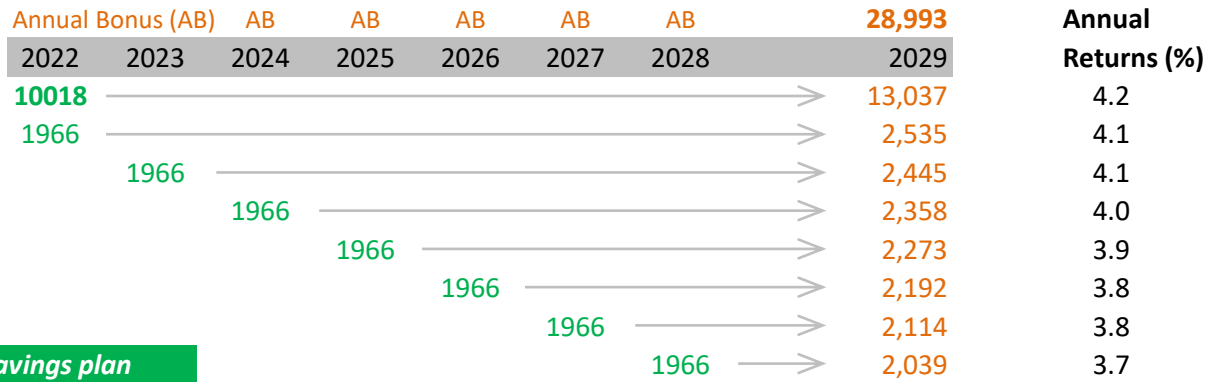 Annual Bonus (AB) AB AB AB AB AB 28,993 Annual
2022 2023 2024 2025 2026 2027 2028 2029 Returns (%)
10018 13,037 4.2
1966 2,535 4.1
1966 2,445 4.1
1966 2,358 4.0
1966 2,273 3.9
1966 2,192 3.8
1966 2,114 3.8
avings plan 1966 2,039 3.7